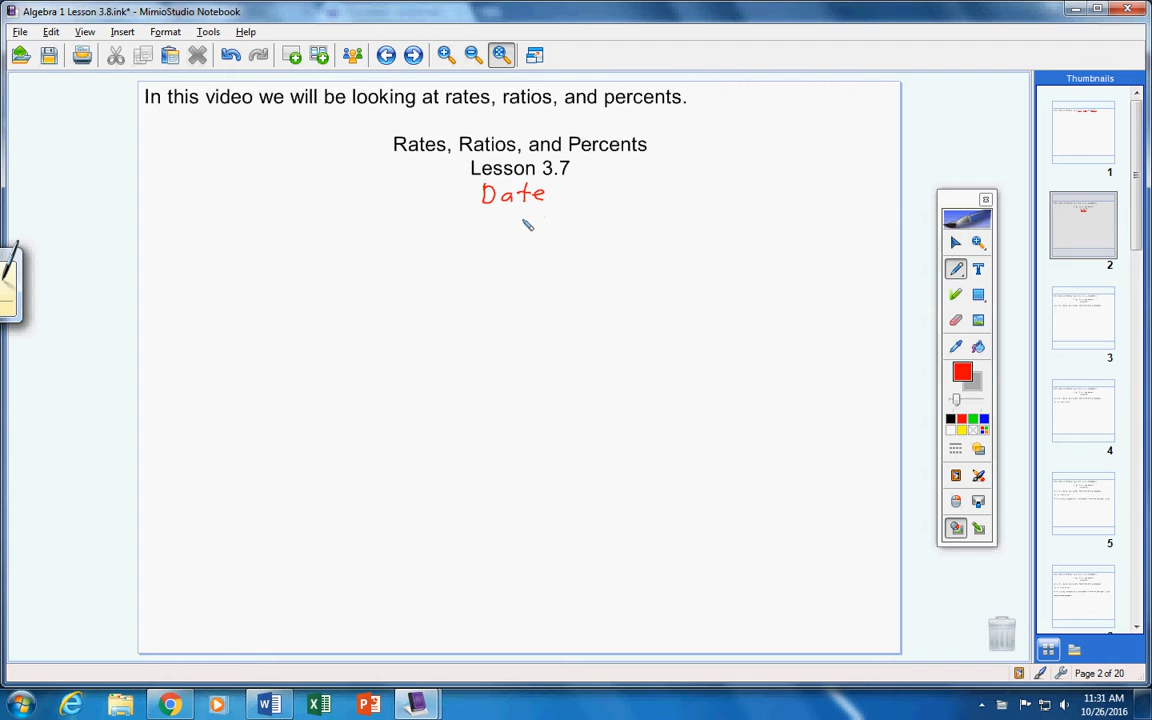 Algebra 1 Lesson 3.8.ink* - MimioStudio Notebook
File Edit View Insert Format Tools Help
In this video we will be looking at rates, ratios, and percents.
Rates, Ratios, and Percents
Lesson 3.7
Date
Thumbnails
1
2
3
4
5
Page 2 of 20
11:31 AM
10/26/2016